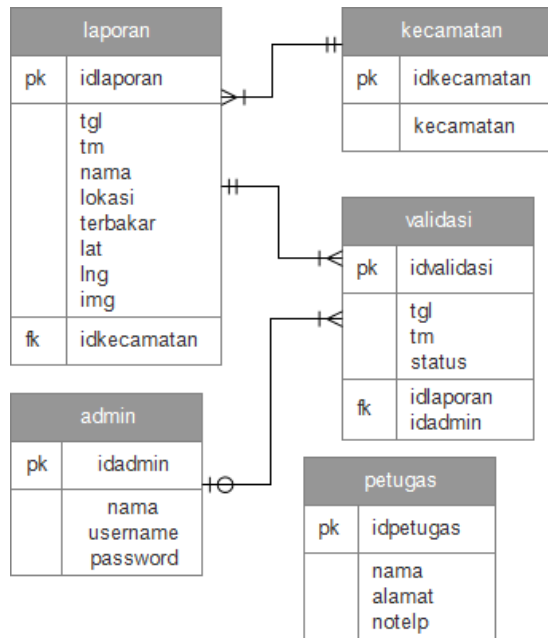 laporan
pk idlaporan
tgl
tm
nama
lokasi
terbakar
lat
lng
img
fk idkecamatan
kecamatan
pk idkecamatan
kecamatan
validasi
pk idvalidasi
tgl
tm
status
fk idlaporan
idadmin
admin
pk idadmin
nama
username
password
petugas
pk idpetugas
nama
alamat
notelp